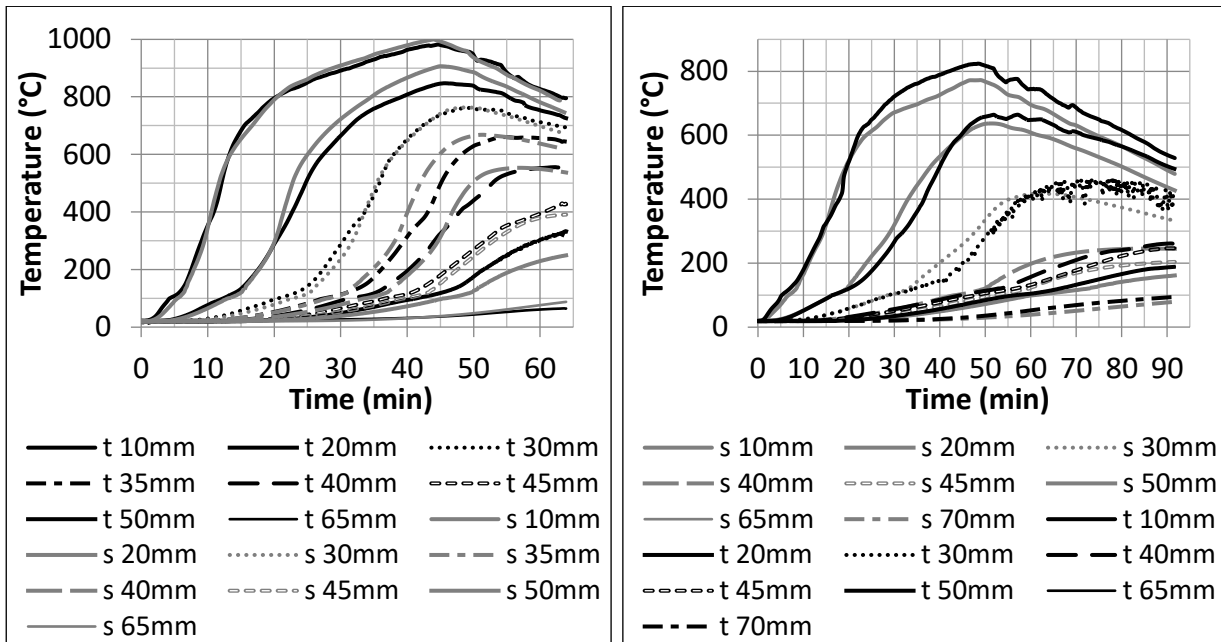 Temperature (°C)
1000
800
600
400
200
0
0 10 20 30 40 50 60
Time (min)
t 10mm t 20mm t 30mm
t 35mm t 40mm t 45mm
t 50mm t 65mm s 10mm
s 20mm s 30mm s 35mm
s 40mm s 45mm s 50mm
s 65mm
Temperature (°C)
800
600
400
200
0
0 10 20 30 40 50 60 70 80 90
Time (min)
s 10mm s 20mm s 30mm
s 40mm s 45mm s 50mm
s 65mm s 70mm t 10mm
t 20mm t 30mm t 40mm
t 45mm t 50mm t 65mm
t 70mm